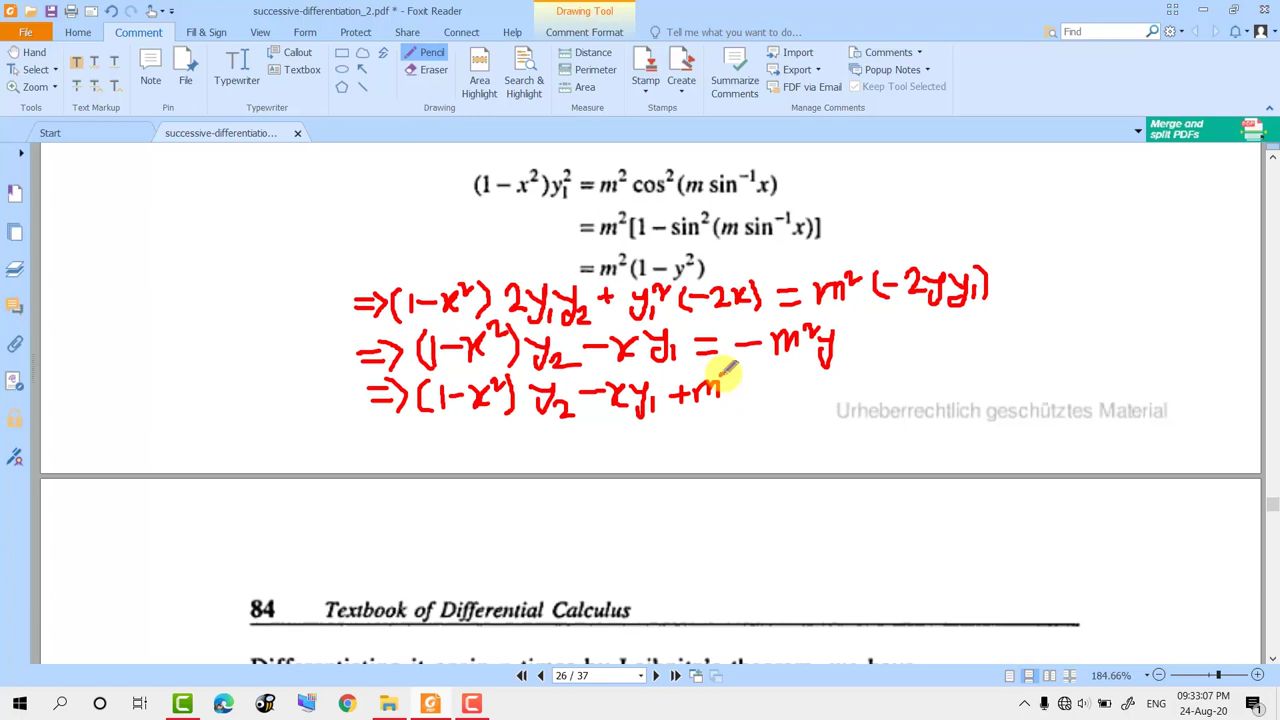 successive-differentiation_2.pdf * - Foxit Reader
Drawing Tool
File Home Comment Fill & Sign View Form Protect Share Connect Help Comment Format Tell me what you want to do... Find
Hand
Select
Zoom
Tools
Text Markup
Note
File
Pin
Typewriter
Callout
Textbox
Typewriter
Pencil
Eraser
Drawing
Area Highlight
Search & Highlight
Distance
Perimeter
Area
Measure
Stamp
Create
Stamps
Summarize Comments
Import
Export
FDF via Email
Comments
Popup Notes
Keep Tool Selected
Manage Comments
Start
successive-differentiatio...
Merge and split PDFs
(1 − x²)y₁² = m² cos² (m sin⁻¹ x)
= m² [1 − sin² (m sin⁻¹ x)]
= m² (1 − y²)
⇒ (1−x²) 2y₁y₂ + y₁² (−2x) = m² (−2yy₁)
⇒ (1−x²) y₂ − xy₁ = − m²y
⇒ (1−x²) y₂ − xy₁ + m
Urheberrechtlich geschütztes Material
84 Textbook of Differential Calculus
26 / 37
184.66%
09:33:07
24-Aug-20